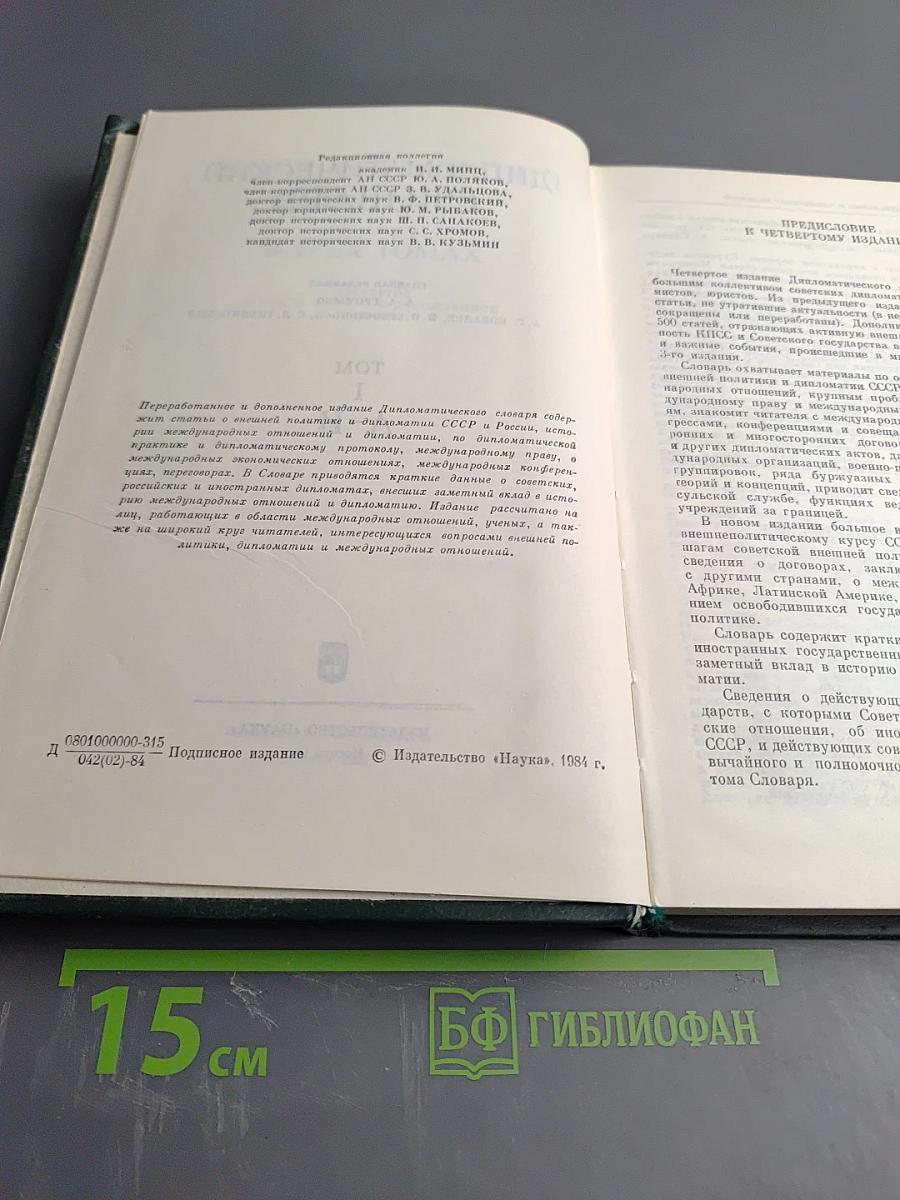 Редакционная коллегия
академик И. И. МИНЦ,
член-корреспондент АН СССР Ю. А. ПОЛЯКОВ,
член-корреспондент АН СССР З. В. УДАЛЬЦОВА,
доктор исторических наук В. Ф. ПЕТРОВСКИЙ,
доктор юридических наук Ю. М. РЫБАКОВ,
доктор исторических наук Ш. П. САНАКОЕВ,
доктор исторических наук С. С. ХРОМОВ,
кандидат исторических наук В. В. КУЗЬМИН
Переработанное и дополненное издание Дипломатического словаря содер-
жит статьи о внешней политике и дипломатии СССР и России, исто-
рии международных отношений и дипломатии, по дипломатической
практике и дипломатическому протоколу, международному праву, о
международных экономических отношениях, международных конферен-
циях, переговорах. В Словаре приводятся краткие данные о советских,
российских и иностранных дипломатах, внесших заметный вклад в исто-
рию международных отношений и дипломатию. Издание рассчитано на
лиц, работающих в области международных отношений, ученых, а так-
же на широкий круг читателей, интересующихся вопросами внешней по-
литики, дипломатии и международных отношений.
Д 0801000000-315
042(02)-84
Подписное издание
© Издательство «Наука», 1984 г.
ПРЕДИСЛОВИЕ
К ЧЕТВЕРТОМУ ИЗДАН
Четвертое издание Дипломатического
большим коллективом советских дипломат
мистов, юристов. Из предыдущего изда
статьи, не утратившие актуальности (в не
сокращены или переработаны). Дополни
500 статей, отражающих активную внеш
ность КПСС и Советского государства в
и важные события, происшедшие в м
3-го издания.
Словарь охватывает материалы по о
внешней политики и дипломатии СССР
народных отношений, крупным проб
дународному праву и международны
ям, знакомит читателя с международ
грессами, конференциями и совеща
ронних и многосторонних договор
и других дипломатических актов, да
дународных организаций, военно-п
группировок, ряда буржуазных
теорий и концепций, приводит све
сульской службе, функциях вед
учреждений за границей.
В новом издании большое в
внешнеполитическому курсу СС
шагам советской внешней пол
сведения о договорах, заклю
с другими странами, о меж
Африке, Латинской Америке,
нием освободившихся госуда
политике.
Словарь содержит кратки
иностранных государственн
заметный вклад в историю
матии.
Сведения о действующ
дарств, с которыми Совет
ские отношения, об ино
СССР, и действующих сов
вычайного и полномочно
тома Словаря.
15 см
БФ ГИБЛИОФАН